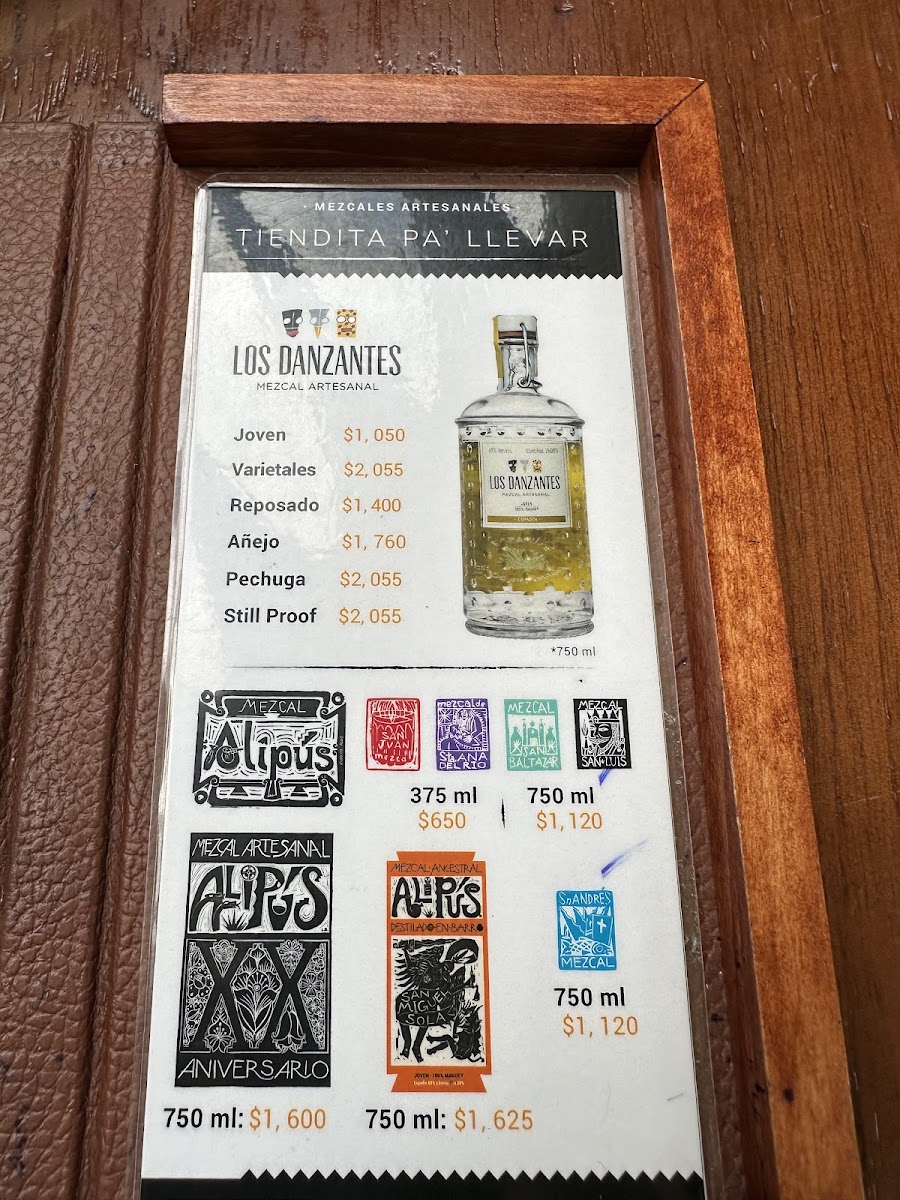 · MEZCALES ARTESANALES ·
TIENDITA PA' LLEVAR
LOS DANZANTES
MEZCAL ARTESANAL
Joven $1, 050
Varietales $2, 055
Reposado $1, 400
Añejo $1, 760
Pechuga $2, 055
Still Proof $2, 055
LOS DANZANTES
MEZCAL ARTESANAL
*750 ml
MEZCAL
Alipús
SAN
JUAN
mezcal
mezcal de
STA ANA
DEL RIO
MEZCAL
SAN
BALTAZAR
MEZCAL
SAN LUIS
375 ml
$650
750 ml
$1, 120
MEZCAL ARTESANAL
ALIPÚS
XX
ANIVERSARIO
750 ml: $1, 600
MEZCAL ANCESTRAL
ALIPÚS
DESTILADO EN BARRO
SAN
MIGUEL
SOLA
JOVEN · 100% MAGUEY
750 ml: $1, 625
Sn ANDRES
MEZCAL
750 ml
$1, 120